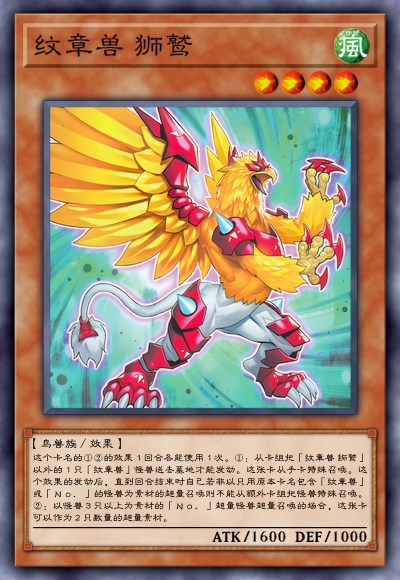 纹章兽 狮鹫
風
【鸟兽族/效果】
这个卡名的①②的效果1回合各能使用1次。①：从卡组把「纹章兽 狮鹫」
以外的1只「纹章兽」怪兽送去墓地才能发动。这张卡从手卡特殊召唤。这
个效果的发动后，直到回合结束时自己若非以只用原本卡名包含「纹章兽」
或「No.」的怪兽为素材的超量召唤则不能从额外卡组把怪兽特殊召唤。
②：以怪兽3只以上为素材的「No.」超量怪兽超量召唤的场合，这张卡
可以作为2只数量的超量素材。
ATK/1600 DEF/1000